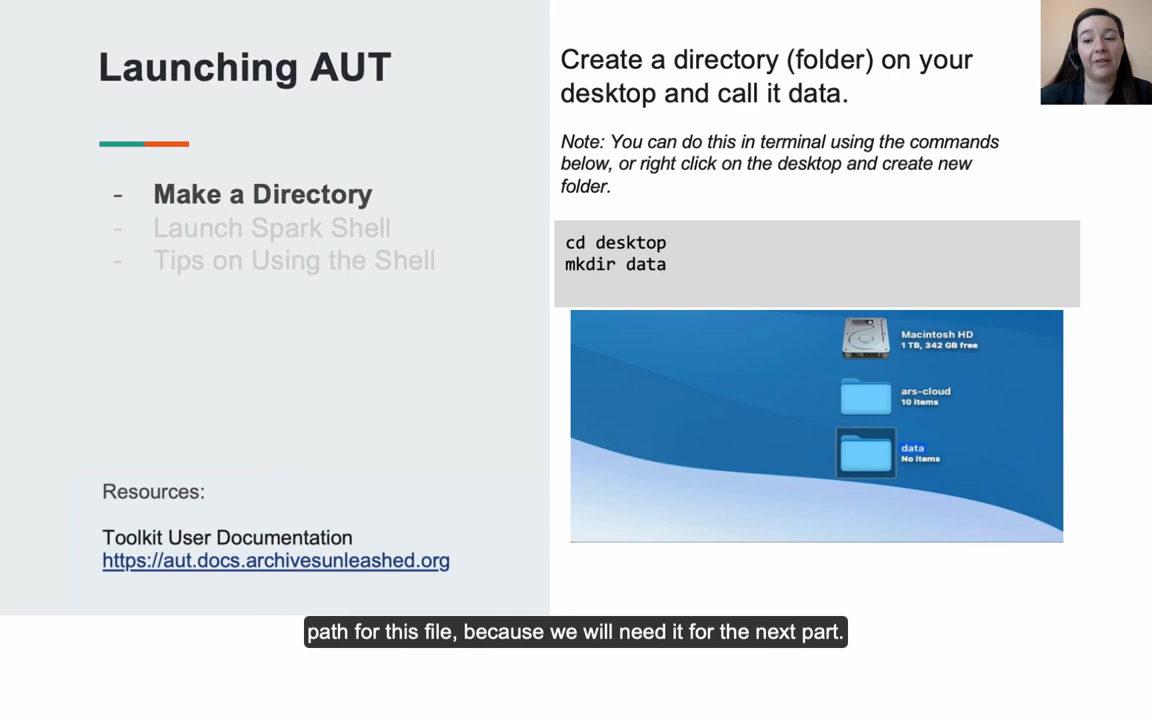 Launching AUT
- Make a Directory
- Launch Spark Shell
- Tips on Using the Shell
Resources:
Toolkit User Documentation
https://aut.docs.archivesunleashed.org
Create a directory (folder) on your
desktop and call it data.
Note: You can do this in terminal using the commands
below, or right click on the desktop and create new
folder.
cd desktop
mkdir data
Macintosh HD
1 TB, 342 GB free
ars-cloud
10 items
data
No items
path for this file, because we will need it for the next part.